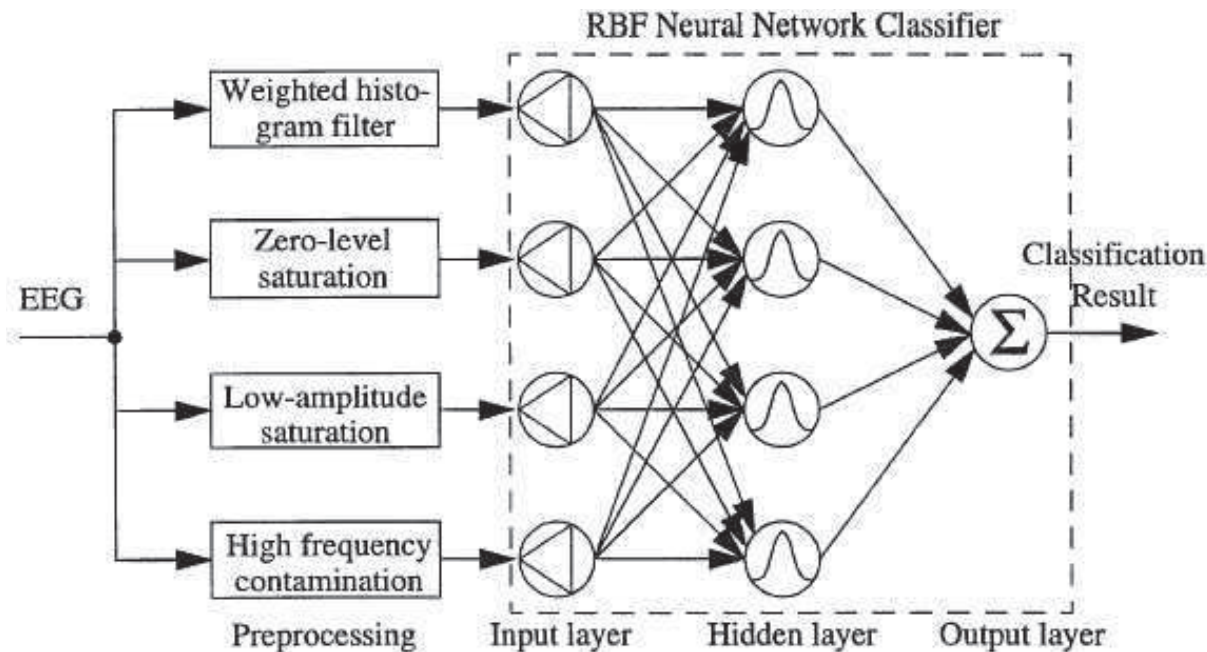 RBF Neural Network Classifier
Weighted histo-
gram filter
Zero-level
saturation
EEG
Low-amplitude
saturation
High frequency
contamination
Σ
Classification
Result
Preprocessing
Input layer
Hidden layer
Output layer